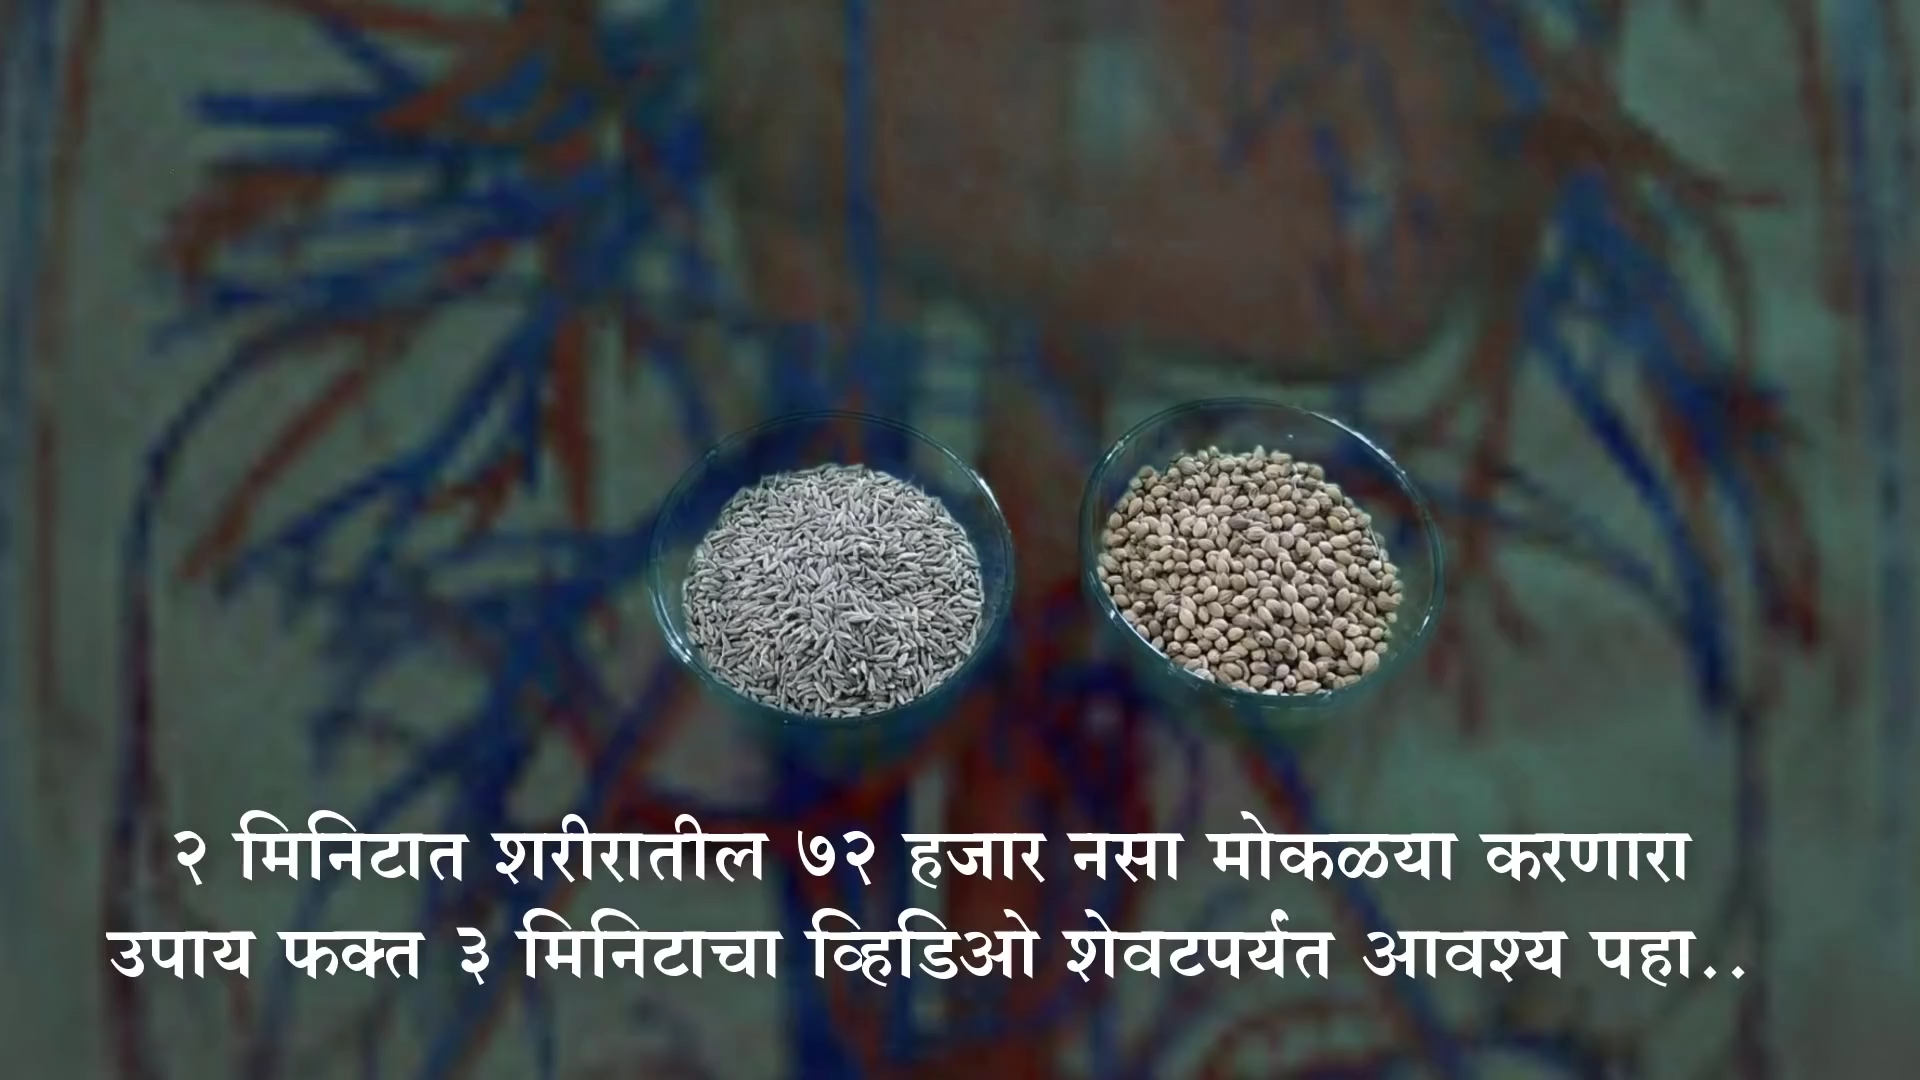 २ मिनिटात शरीरातील ७२ हजार नसा मोकळया करणारा
उपाय फक्त ३ मिनिटाचा व्हिडिओ शेवटपर्यंत आवश्य पहा..